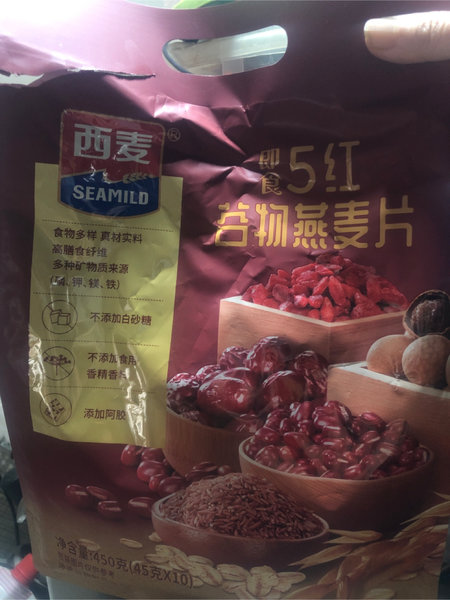 西麦®
SEAMILD
即食5红
谷物燕麦片
食物多样 真材实料
高膳食纤维
多种矿物质来源
钾、镁、铁）
不添加白砂糖
不添加食用
香精香
添加阿胶
净含量:450克(45克X10)